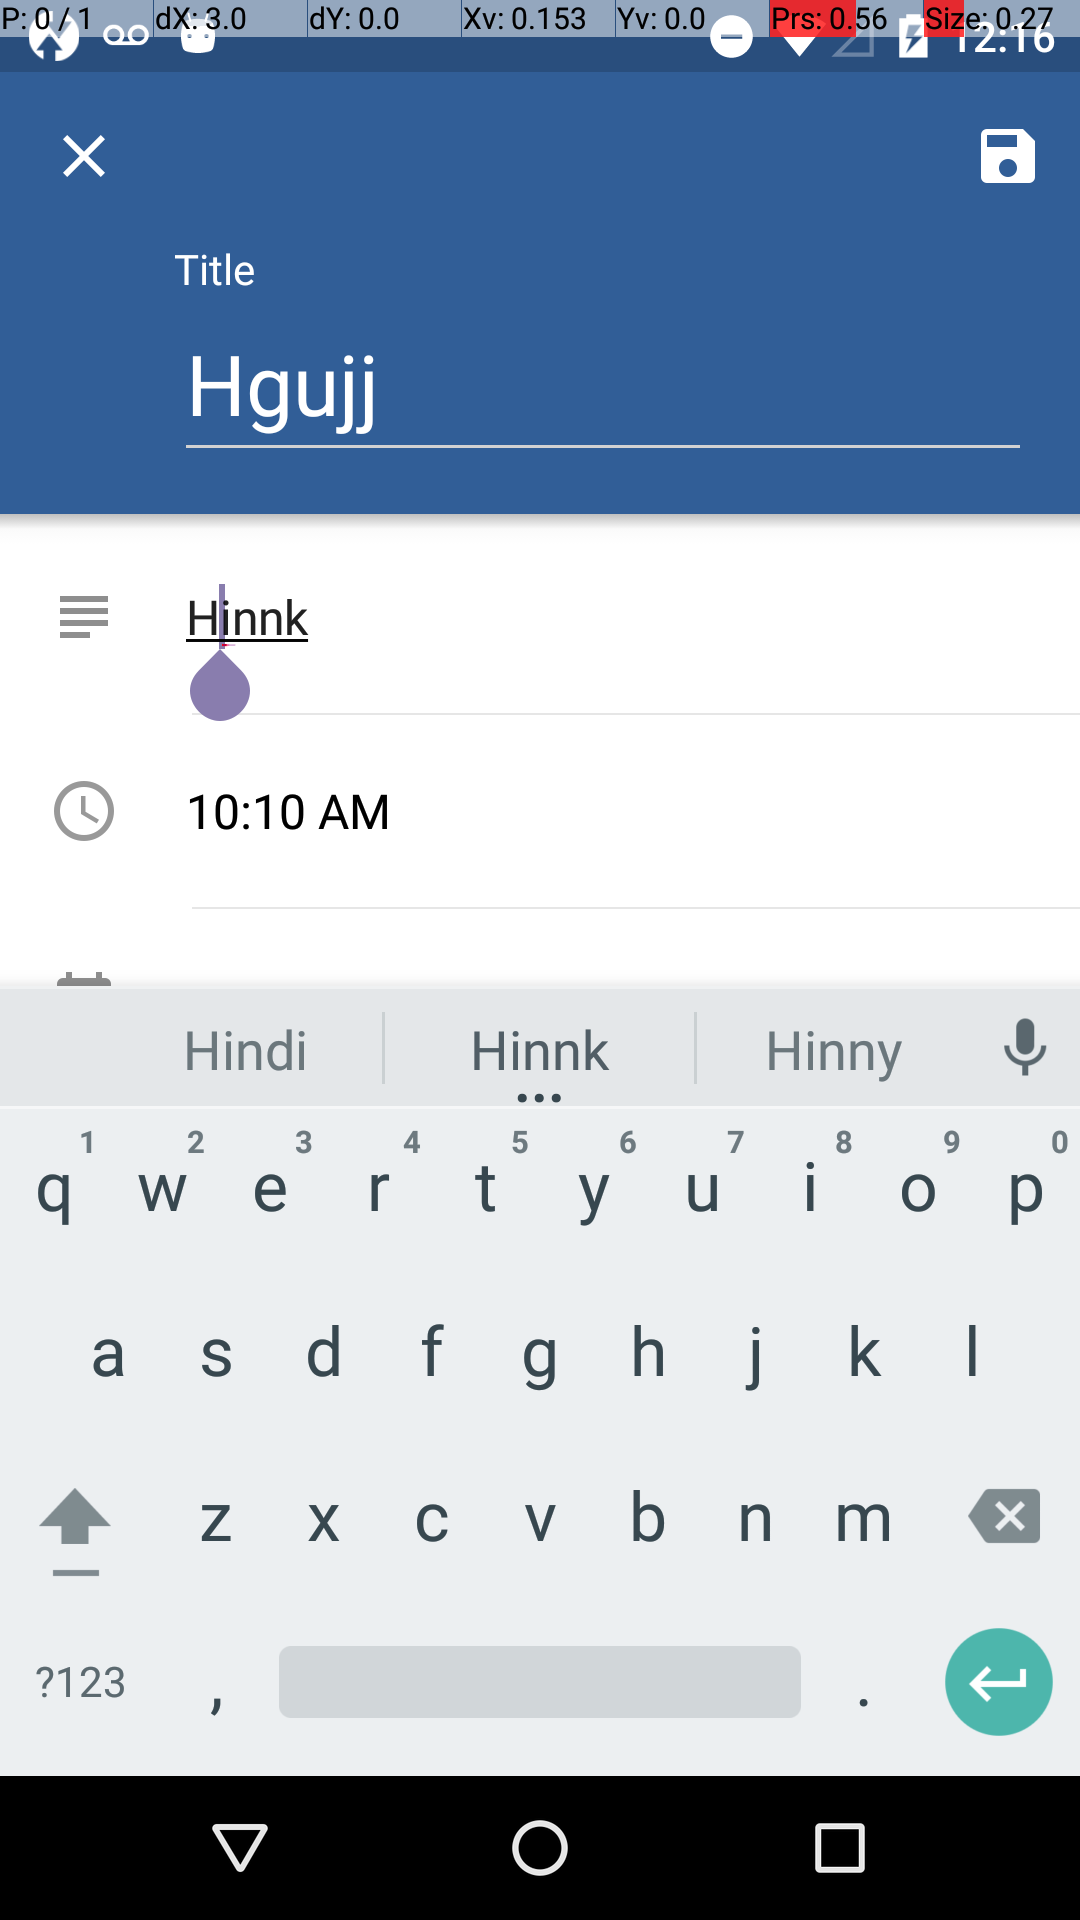 P: 0 / 1 dX: 3.0 dY: 0.0 Xv: 0.153 Yv: 0.0 Prs: 0.56 Size: 0.27
12:16
Title
Hgujj
Hinnk
10:10 AM
Hindi Hinnk Hinny
1 2 3 4 5 6 7 8 9 0
q w e r t y u i o p
a s d f g h j k l
z x c v b n m
?123 , .